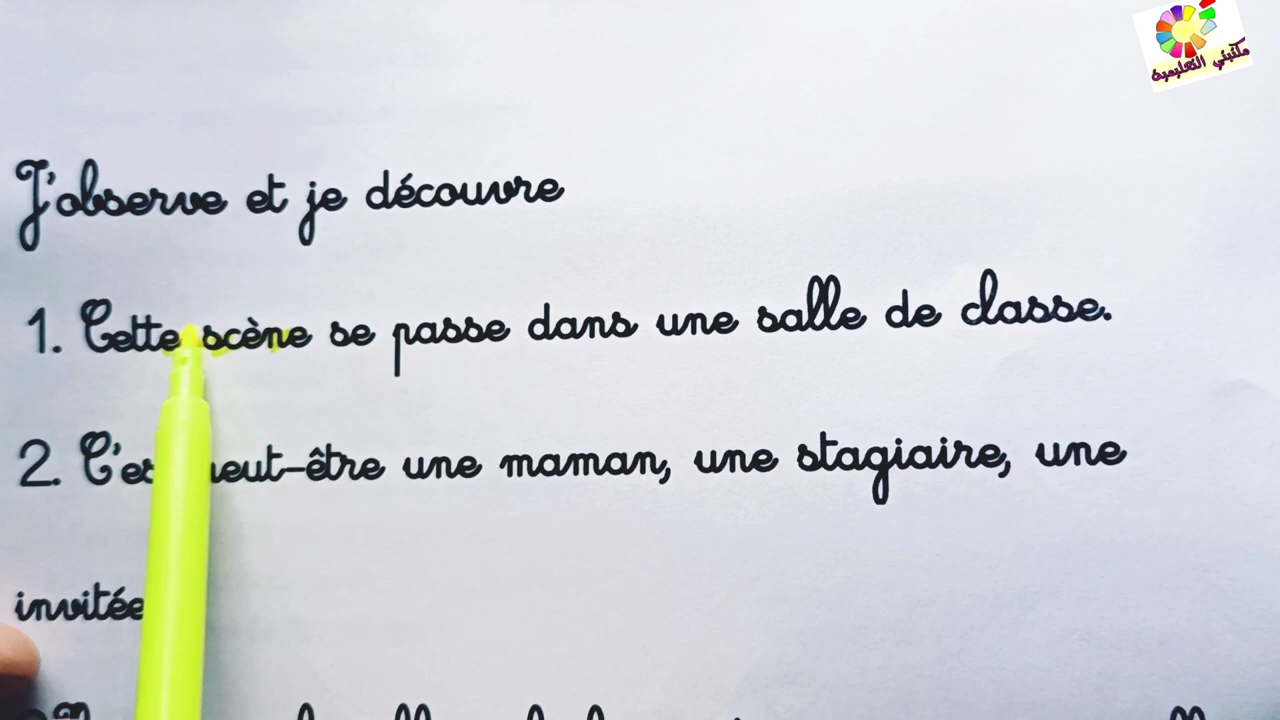 مكتبتي التعليمية
J'observe et je découvre
1. Cette scène se passe dans une salle de classe.
2. C'es peut-être une maman, une stagiaire, une
invitée